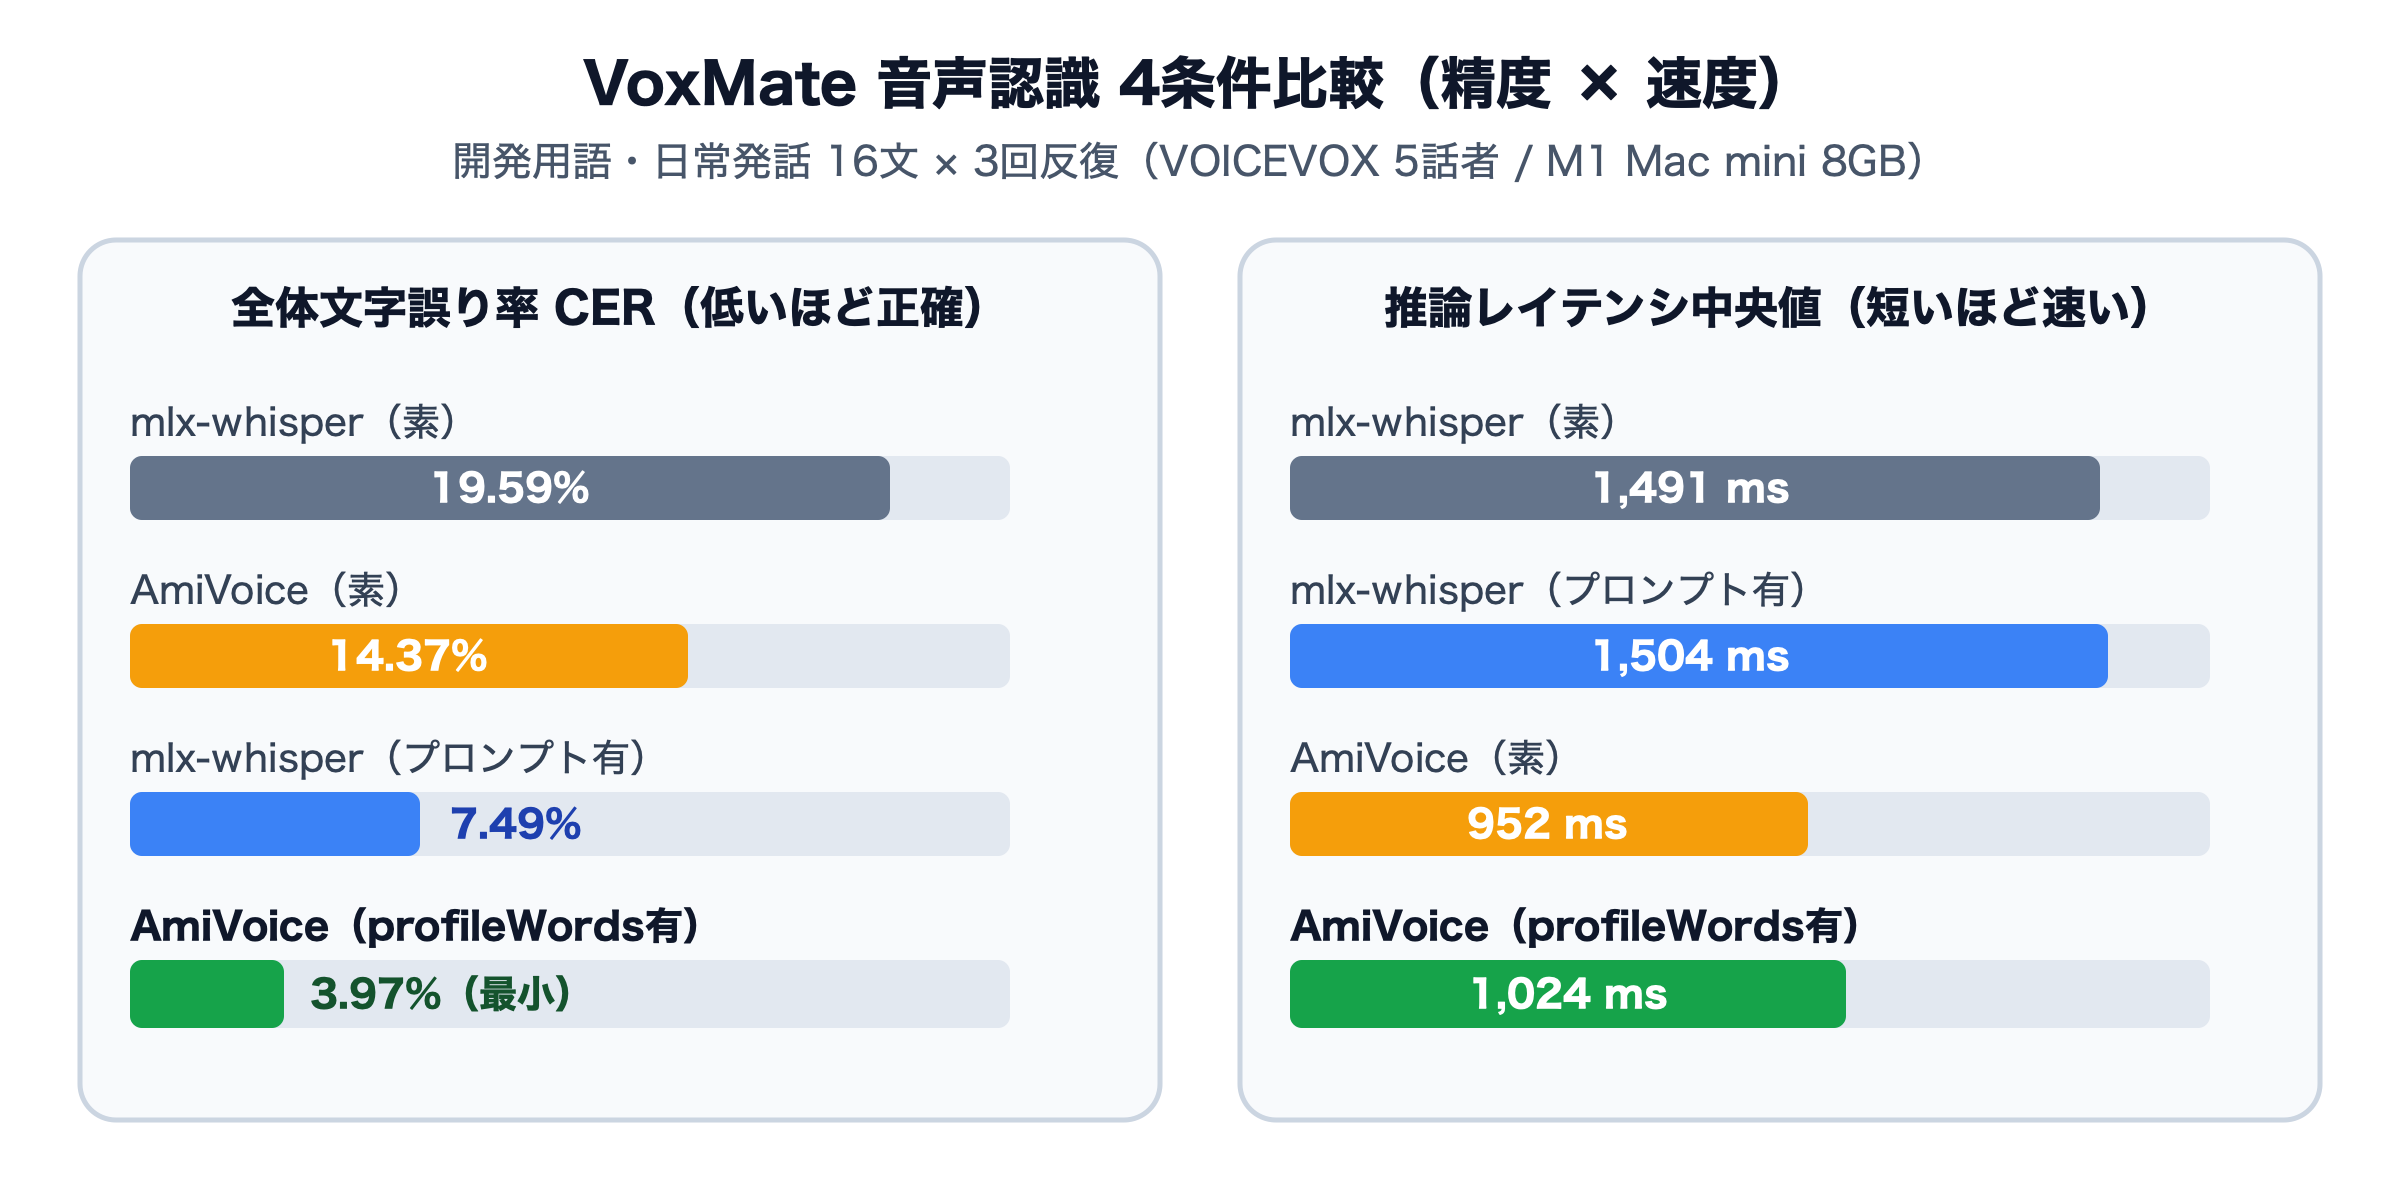 VoxMate 音声認識 4条件比較（精度 × 速度）
開発用語・日常発話 16文 × 3回反復（VOICEVOX 5話者 / M1 Mac mini 8GB）
全体文字誤り率 CER（低いほど正確）
mlx-whisper（素）
19.59%
AmiVoice（素）
14.37%
mlx-whisper（プロンプト有）
7.49%
AmiVoice（profileWords有）
3.97%（最小）
推論レイテンシ中央値（短いほど速い）
mlx-whisper（素）
1,491 ms
mlx-whisper（プロンプト有）
1,504 ms
AmiVoice（素）
952 ms
AmiVoice（profileWords有）
1,024 ms